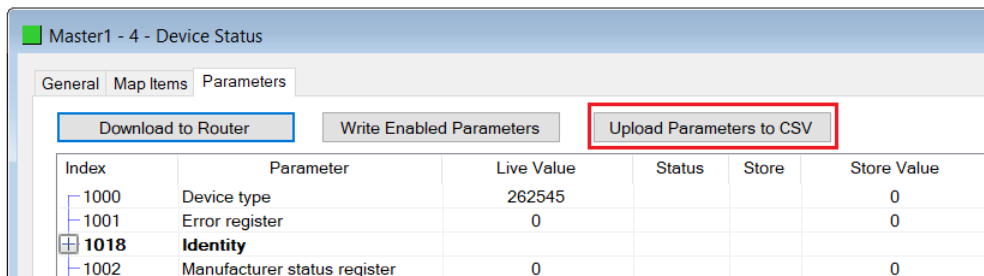 Master1 - 4 - Device Status
General Map Items Parameters
Download to Router Write Enabled Parameters Upload Parameters to CSV
Index Parameter Live Value Status Store Store Value
1000 Device type 262545 0
1001 Error register 0 0
1018 Identity
1002 Manufacturer status register 0 0